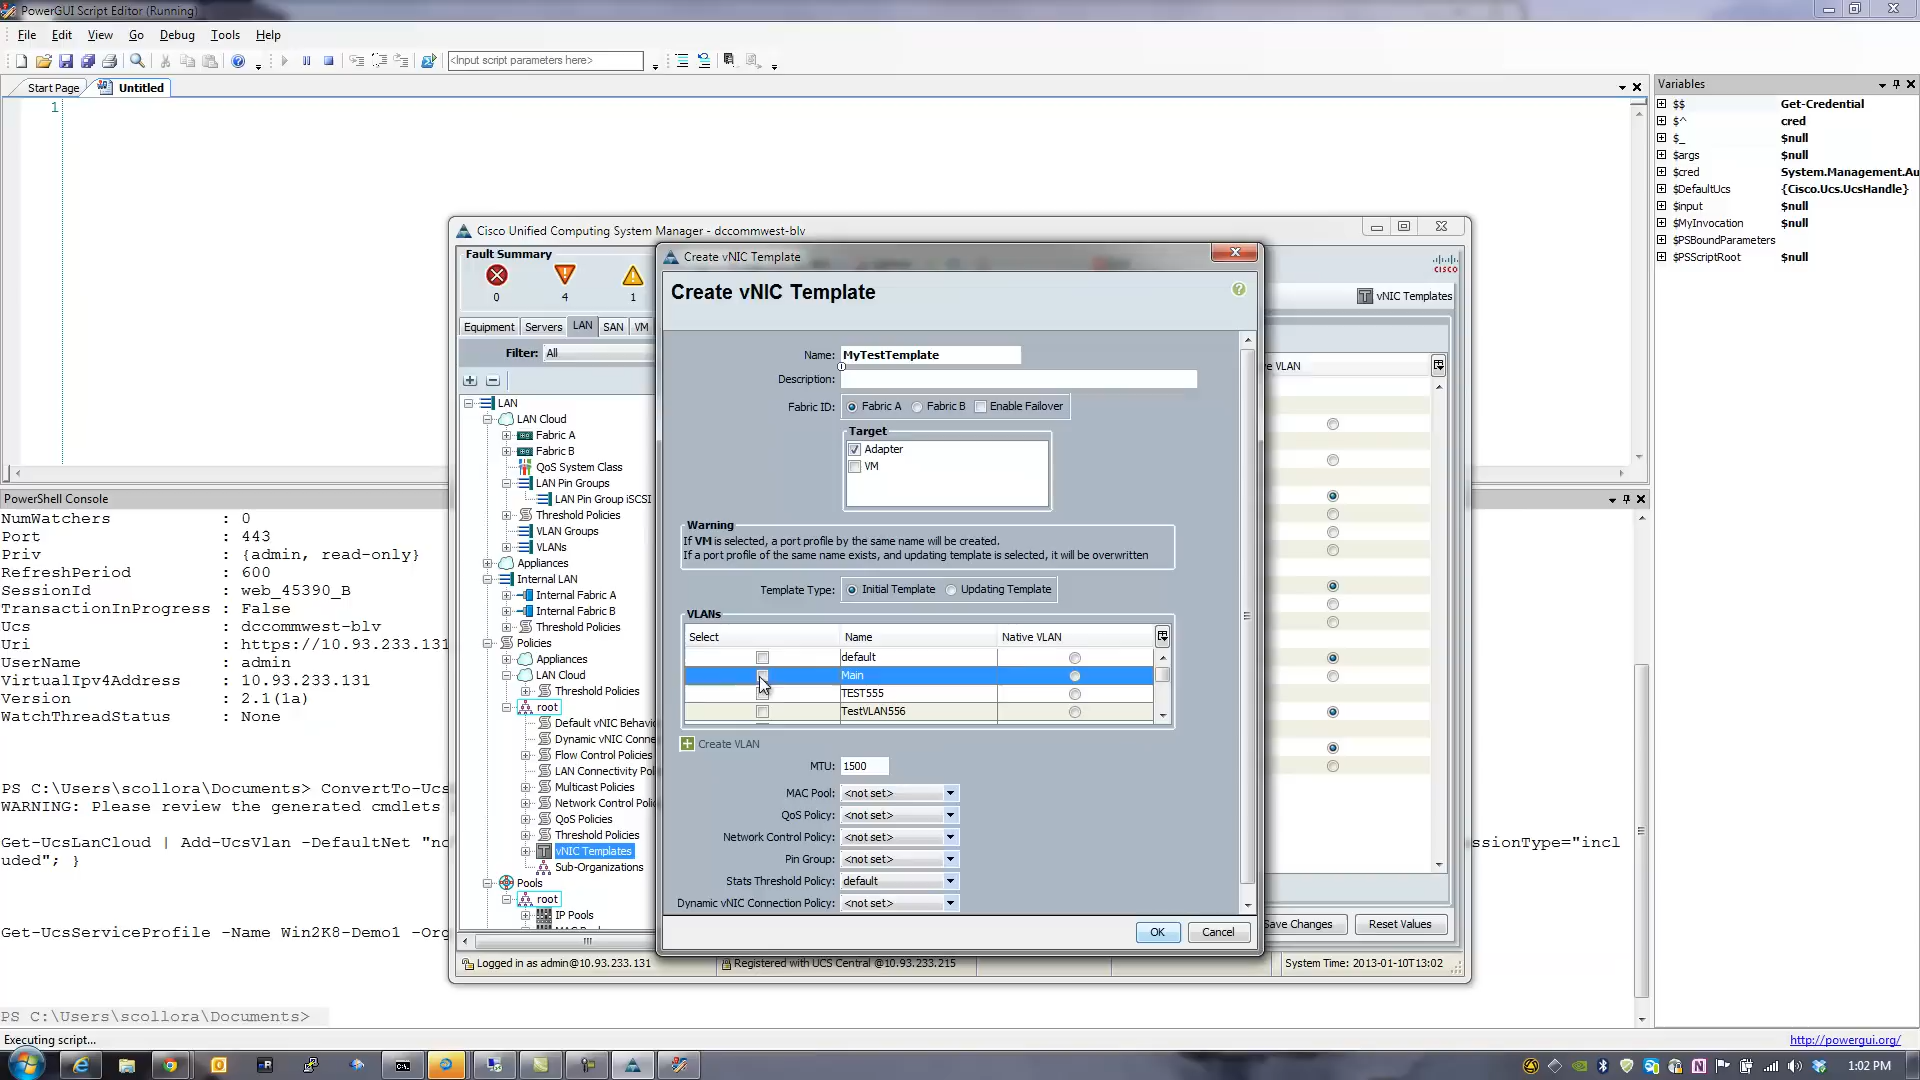 PowerGUI Script Editor (Running)
File Edit View Go Debug Tools Help
<Input script parameters here>
Start Page Untitled
1
Variables
$$ Get-Credential
$^ cred
$_ $null
$args $null
$cred System.Management.Au
$DefaultUcs {Cisco.Ucs.UcsHandle}
$input $null
$MyInvocation $null
$PSBoundParameters
$PSScriptRoot $null
Cisco Unified Computing System Manager - dccommwest-blv
Fault Summary
0 4 1
Equipment Servers LAN SAN VM
Filter: All
LAN
LAN Cloud
Fabric A
Fabric B
QoS System Class
LAN Pin Groups
LAN Pin Group iSCSI
Threshold Policies
VLAN Groups
VLANs
Appliances
Internal LAN
Internal Fabric A
Internal Fabric B
Threshold Policies
Policies
Appliances
LAN Cloud
Threshold Policies
root
Default vNIC Behavio
Dynamic vNIC Conne
Flow Control Policies
LAN Connectivity Poli
Multicast Policies
Network Control Polic
QoS Policies
Threshold Policies
vNIC Templates
Sub-Organizations
Pools
root
IP Pools
Logged in as admin@10.93.233.131
Registered with UCS Central @10.93.233.215
System Time: 2013-01-10T13:02
cisco
vNIC Templates
e VLAN
Save Changes
Reset Values
Create vNIC Template
Create vNIC Template
Name: MyTestTemplate
Description:
Fabric ID: Fabric A Fabric B Enable Failover
Target
Adapter
VM
Warning
If VM is selected, a port profile by the same name will be created.
If a port profile of the same name exists, and updating template is selected, it will be overwritten
Template Type: Initial Template Updating Template
VLANs
Select Name Native VLAN
default
Main
TEST555
TestVLAN556
Create VLAN
MTU: 1500
MAC Pool: <not set>
QoS Policy: <not set>
Network Control Policy: <not set>
Pin Group: <not set>
Stats Threshold Policy: default
Dynamic vNIC Connection Policy: <not set>
OK Cancel
PowerShell Console
NumWatchers : 0
Port : 443
Priv : {admin, read-only}
RefreshPeriod : 600
SessionId : web_45390_B
TransactionInProgress : False
Ucs : dccommwest-blv
Uri : https://10.93.233.131
UserName : admin
VirtualIpv4Address : 10.93.233.131
Version : 2.1(1a)
WatchThreadStatus : None
PS C:\Users\scollora\Documents> ConvertTo-Ucs
WARNING: Please review the generated cmdlets
Get-UcsLanCloud | Add-UcsVlan -DefaultNet "no ssionType="incl
uded"; }
Get-UcsServiceProfile -Name Win2K8-Demo1 -Org
PS C:\Users\scollora\Documents>
Executing script...
http://powergui.org/
1:02 PM